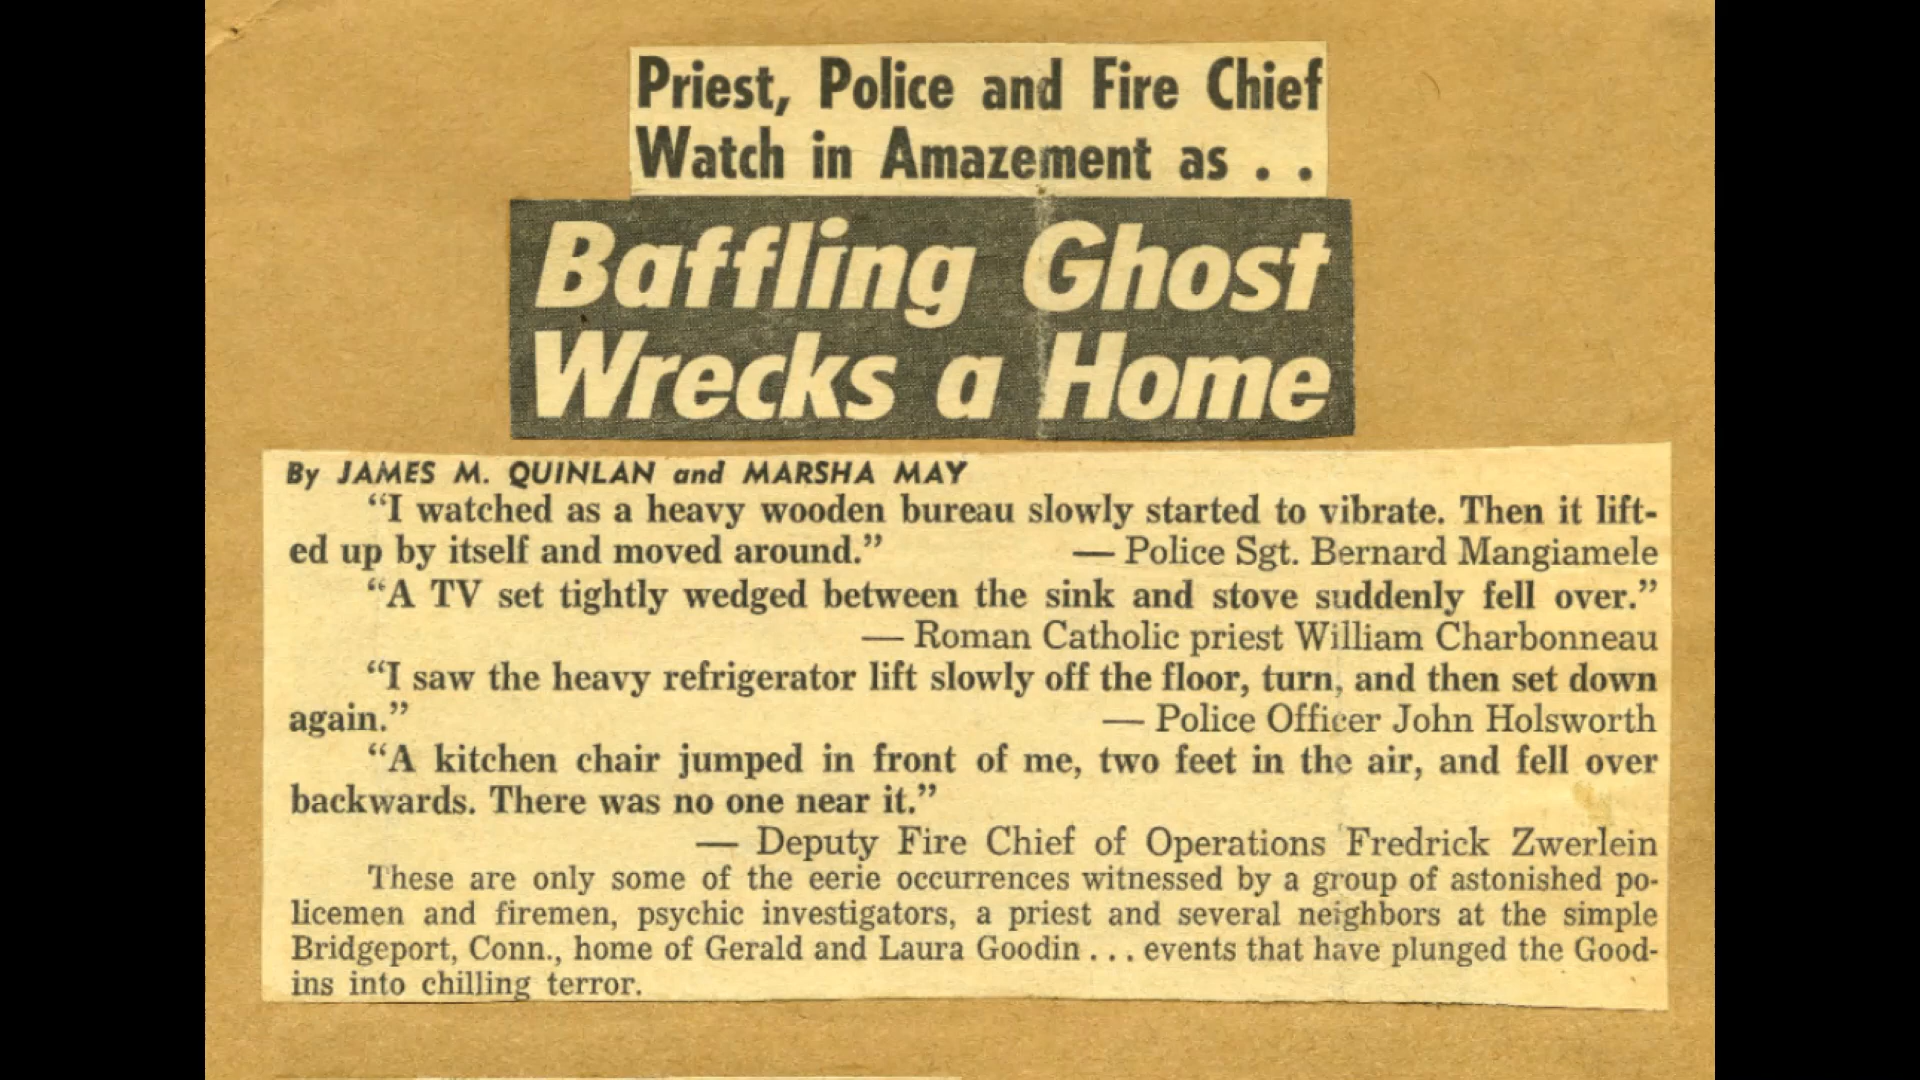 Priest, Police and Fire Chief
Watch in Amazement as . .
Baffling Ghost
Wrecks a Home
By JAMES M. QUINLAN and MARSHA MAY
“I watched as a heavy wooden bureau slowly started to vibrate. Then it lift-
ed up by itself and moved around.” — Police Sgt. Bernard Mangiamele
“A TV set tightly wedged between the sink and stove suddenly fell over.”
— Roman Catholic priest William Charbonneau
“I saw the heavy refrigerator lift slowly off the floor, turn, and then set down
again.” — Police Officer John Holsworth
“A kitchen chair jumped in front of me, two feet in the air, and fell over
backwards. There was no one near it.”
— Deputy Fire Chief of Operations Fredrick Zwerlein
These are only some of the eerie occurrences witnessed by a group of astonished po-
licemen and firemen, psychic investigators, a priest and several neighbors at the simple
Bridgeport, Conn., home of Gerald and Laura Goodin . . . events that have plunged the Good-
ins into chilling terror.